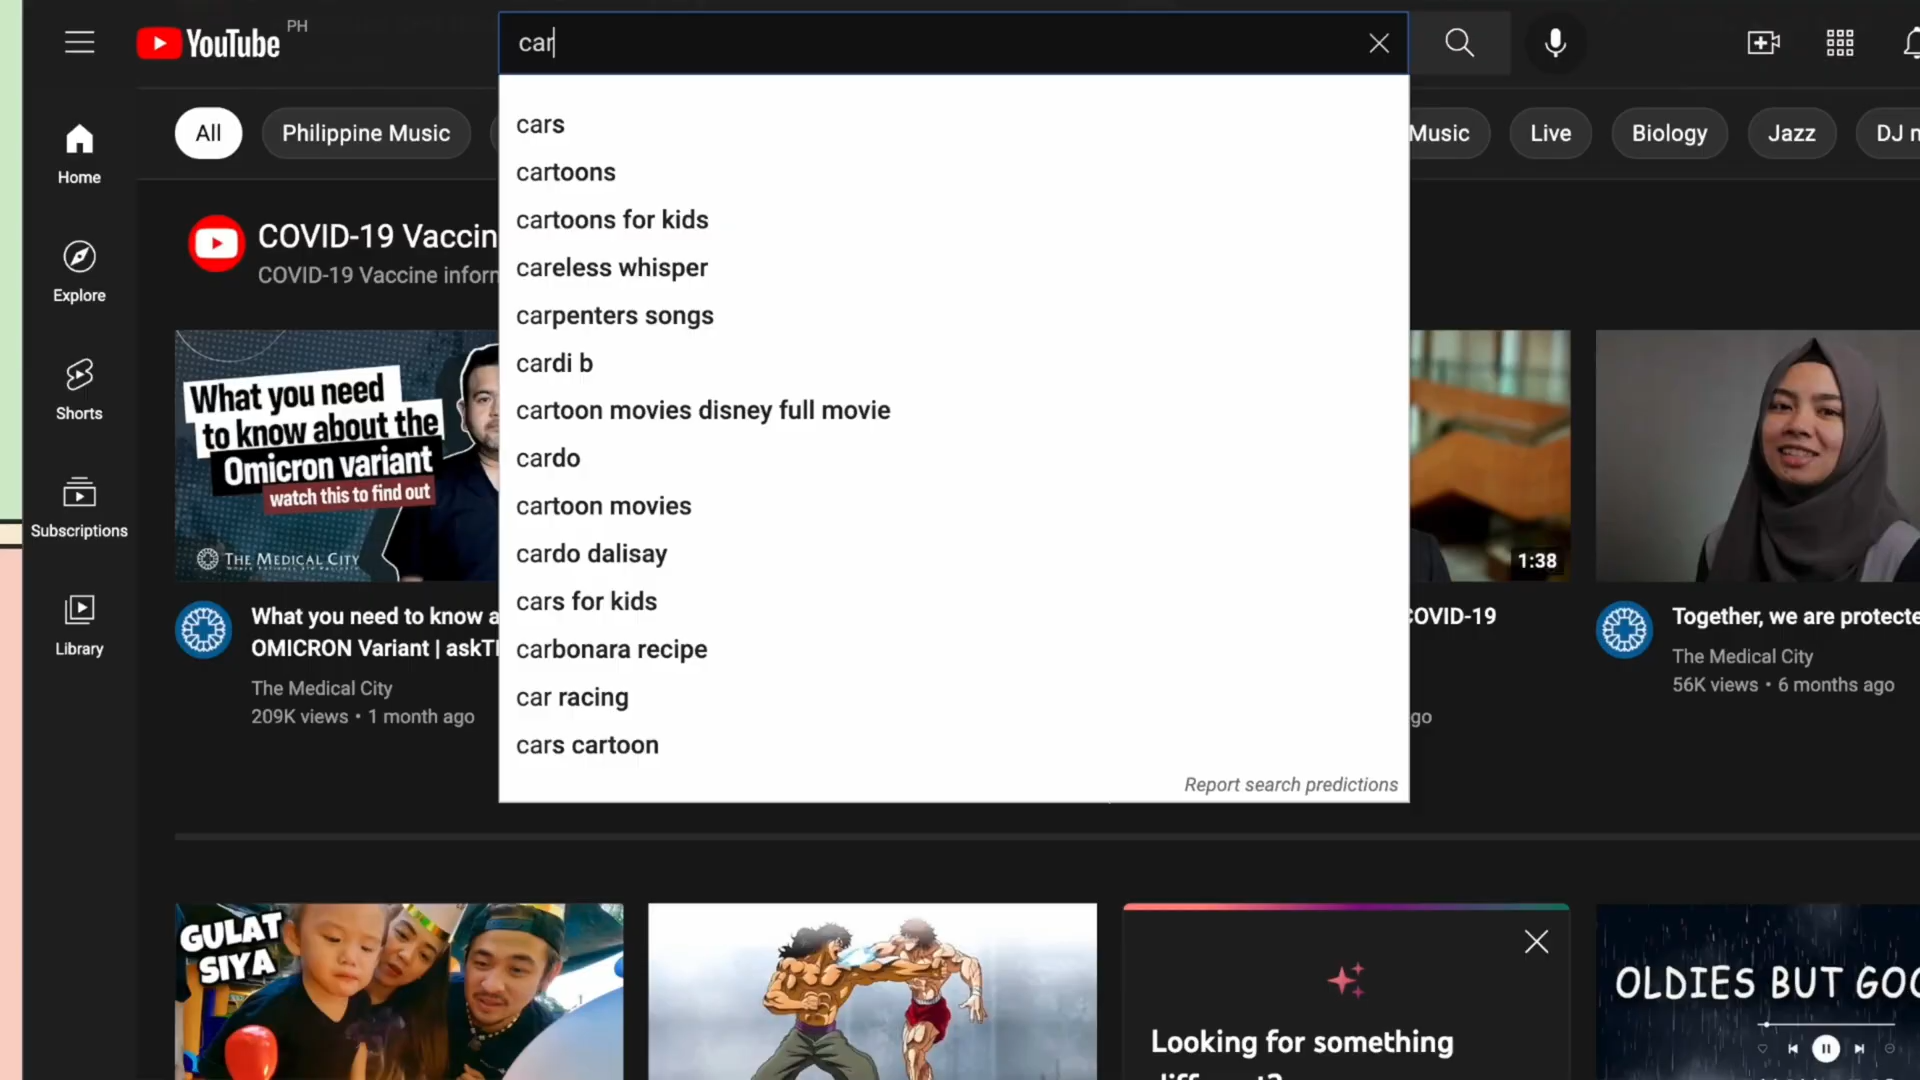 YouTube PH
car
All
Philippine Music
Music
Live
Biology
Jazz
DJ
Home
Explore
Shorts
Subscriptions
Library
cars
cartoons
cartoons for kids
careless whisper
carpenters songs
cardi b
cartoon movies disney full movie
cardo
cartoon movies
cardo dalisay
cars for kids
carbonara recipe
car racing
cars cartoon
Report search predictions
COVID-19 Vaccin
COVID-19 Vaccine inforn
What you need
to know about the
Omicron variant
watch this to find out
THE MEDICAL CITY
What you need to know a
OMICRON Variant | askT
The Medical City
209K views • 1 month ago
1:38
COVID-19
go
Together, we are protecte
The Medical City
56K views • 6 months ago
GULAT
SIYA
Looking for something
different?
OLDIES BUT GOO